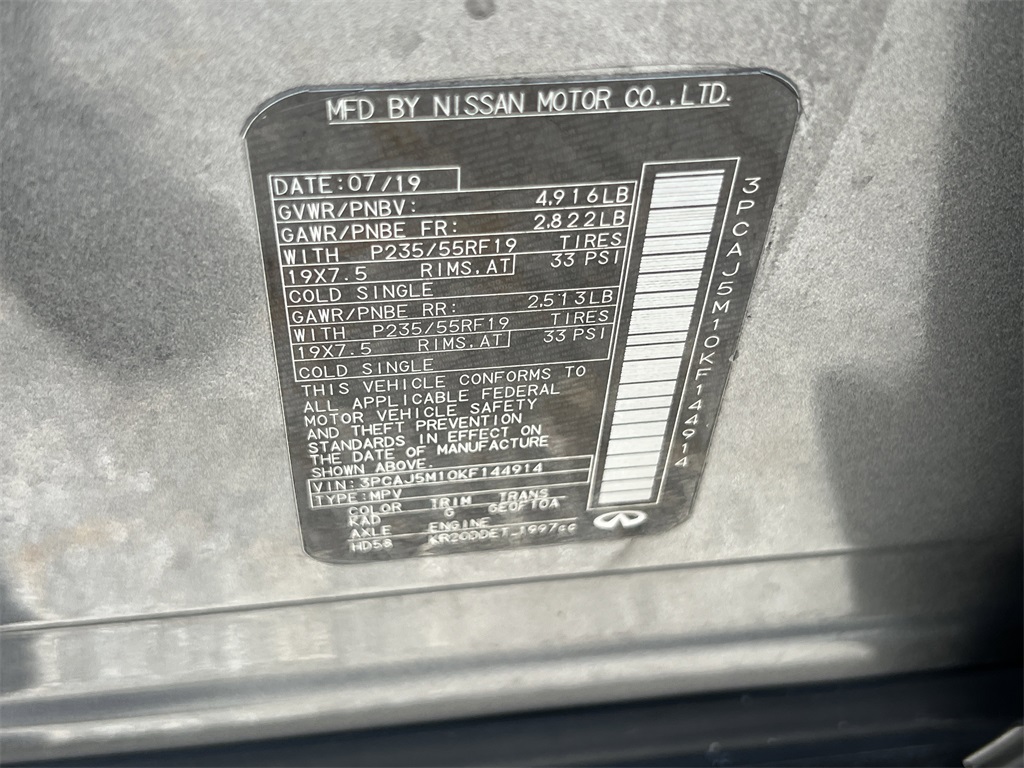 MFD BY NISSAN MOTOR CO.,LTD.
DATE:07/19
GVWR/PNBV: 4,916LB
GAWR/PNBE FR: 2,822LB
WITH P235/55RF19 TIRES
19X7.5 RIMS.AT 33 PSI
COLD SINGLE
GAWR/PNBE RR: 2,513LB
WITH P235/55RF19 TIRES
19X7.5 RIMS.AT 33 PSI
COLD SINGLE
THIS VEHICLE CONFORMS TO
ALL APPLICABLE FEDERAL
MOTOR VEHICLE SAFETY
AND THEFT PREVENTION
STANDARDS IN EFFECT ON
THE DATE OF MANUFACTURE
SHOWN ABOVE.
VIN:3PCAJ5M10KF144914
TYPE:MPV
COLOR TRIM TRANS
KAD G GE0F10A
AXLE ENGINE
HD58 KR20DDET 1997cc
3PCAJ5M10KF144914